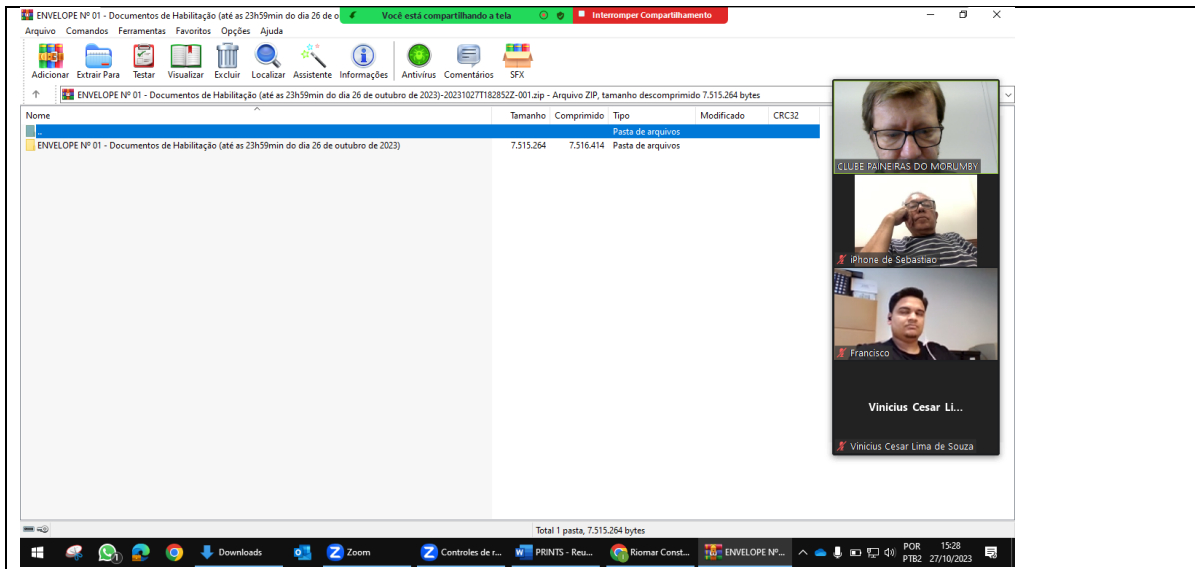 ENVELOPE Nº 01 - Documentos de Habilitação (até as 23h59min do dia 26 de o
Você está compartilhando a tela
Interromper Compartilhamento
Arquivo Comandos Ferramentas Favoritos Opções Ajuda
Adicionar Extrair Para Testar Visualizar Excluir Localizar Assistente Informações Antivírus Comentários SFX
ENVELOPE Nº 01 - Documentos de Habilitação (até as 23h59min do dia 26 de outubro de 2023)-20231027T182852Z-001.zip - Arquivo ZIP, tamanho descomprimido 7.515.264 bytes
Nome Tamanho Comprimido Tipo Modificado CRC32
.. Pasta de arquivos
ENVELOPE Nº 01 - Documentos de Habilitação (até as 23h59min do dia 26 de outubro de 2023) 7.515.264 7.516.414 Pasta de arquivos
CLUBE PAINEIRAS DO MORUMBY
iPhone de Sebastiao
Francisco
Vinicius Cesar Li...
Vinicius Cesar Lima de Souza
Total 1 pasta, 7.515.264 bytes
Downloads Zoom Controles de r... PRINTS - Reu... Riomar Const... ENVELOPE Nº... POR 15:28
PTB2 27/10/2023